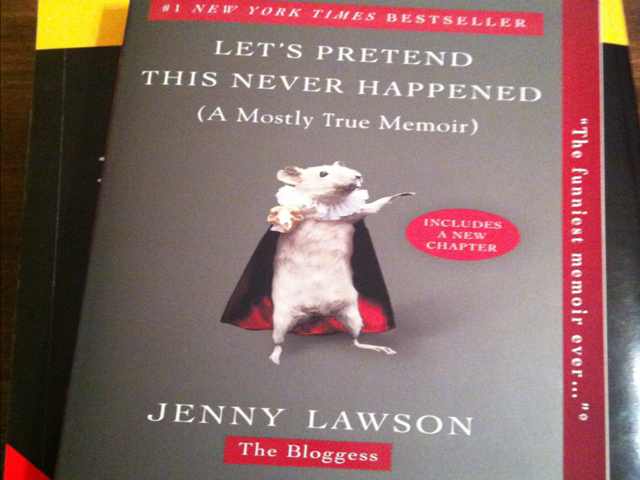 #1 NEW YORK TIMES BESTSELLER
LET'S PRETEND
THIS NEVER HAPPENED
(A Mostly True Memoir)
INCLUDES
A NEW
CHAPTER
JENNY LAWSON
The Bloggess
"The funniest memoir ever..."*